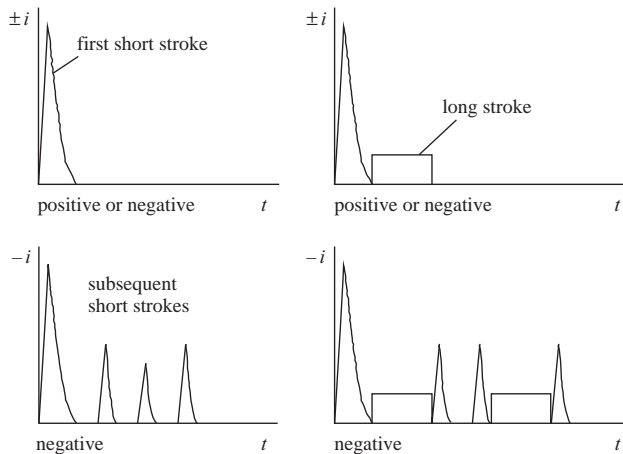 ± i
first short stroke
positive or negative
t
± i
long stroke
positive or negative
t
− i
subsequent
short strokes
negative
t
− i
negative
t